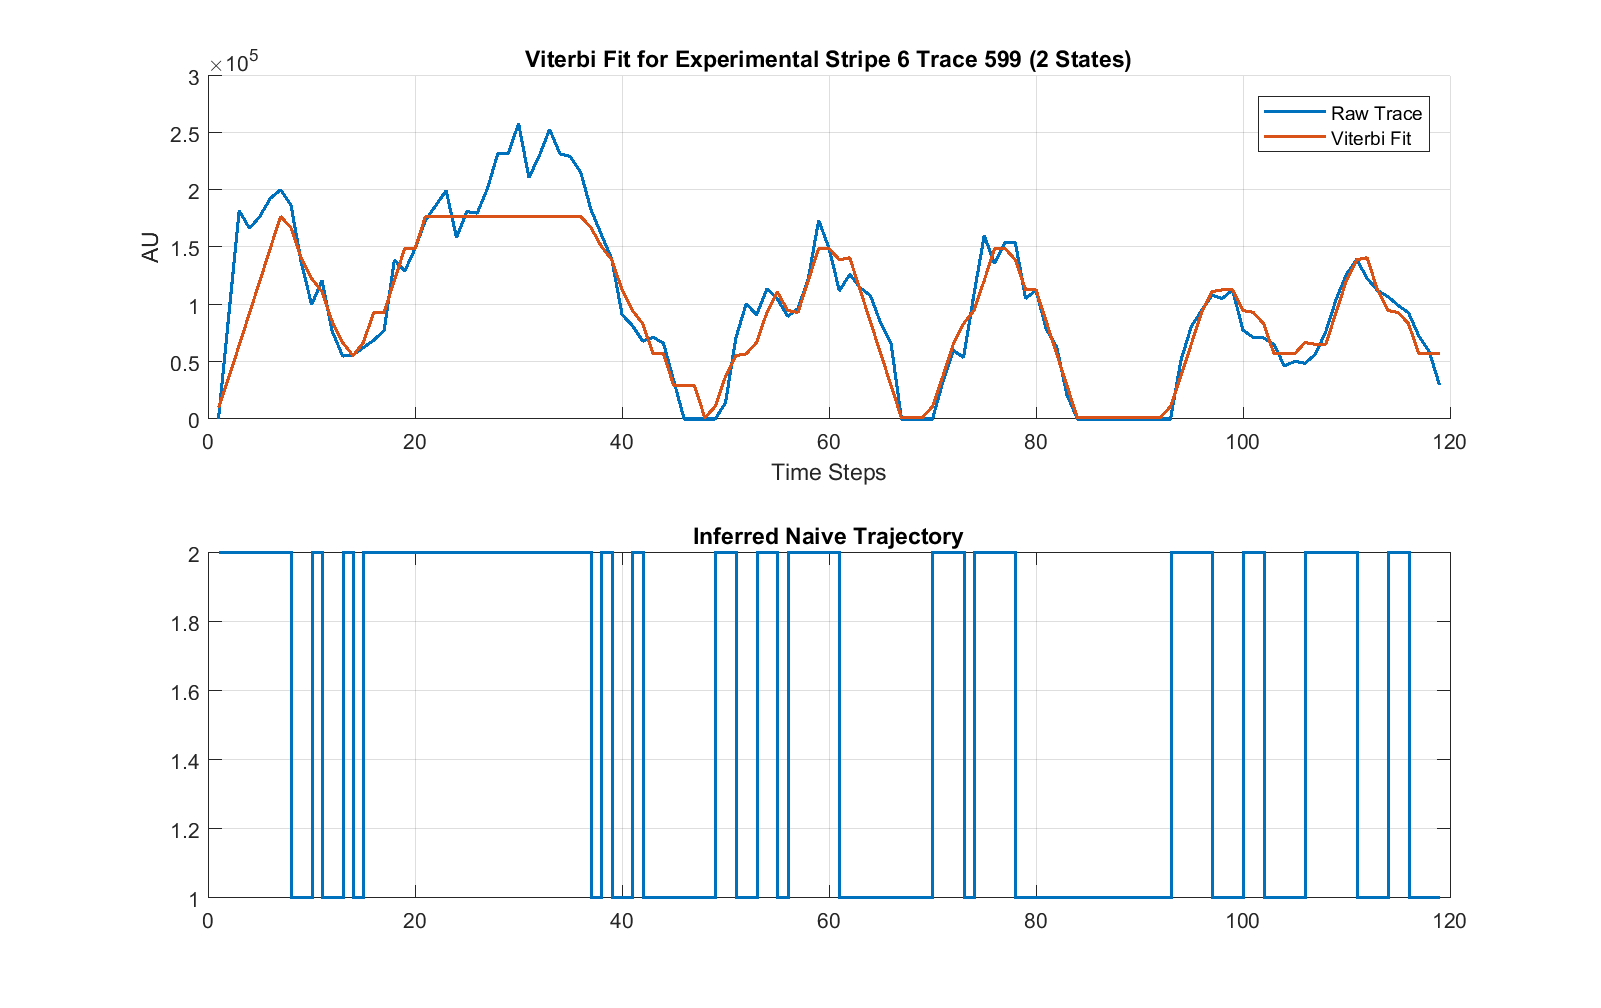 Viterbi Fit for Experimental Stripe 6 Trace 599 (2 States)
×10^5
3
2.5
2
1.5
1
0.5
0
AU
Raw Trace
Viterbi Fit
0 20 40 60 80 100 120
Time Steps
Inferred Naive Trajectory
2
1.8
1.6
1.4
1.2
1
0 20 40 60 80 100 120